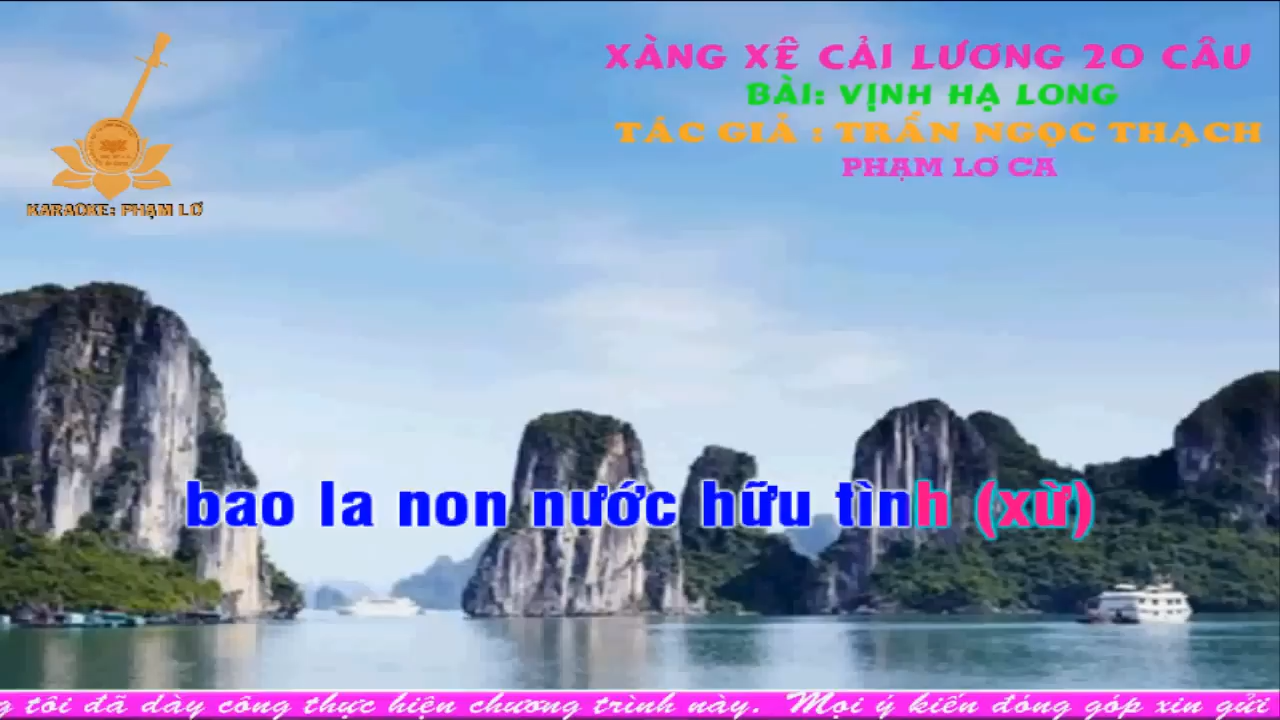 XÀNG XÊ CẢI LƯƠNG 20 CÂU
BÀI: VỊNH HẠ LONG
TÁC GIẢ : TRẦN NGỌC THẠCH
PHẠM LƠ CA
KARAOKE: PHẠM LƠ
bao la non nước hữu tình (xừ)
g tôi đã dày công thực hiện chương trình này. Mọi ý kiến đóng góp xin gửi